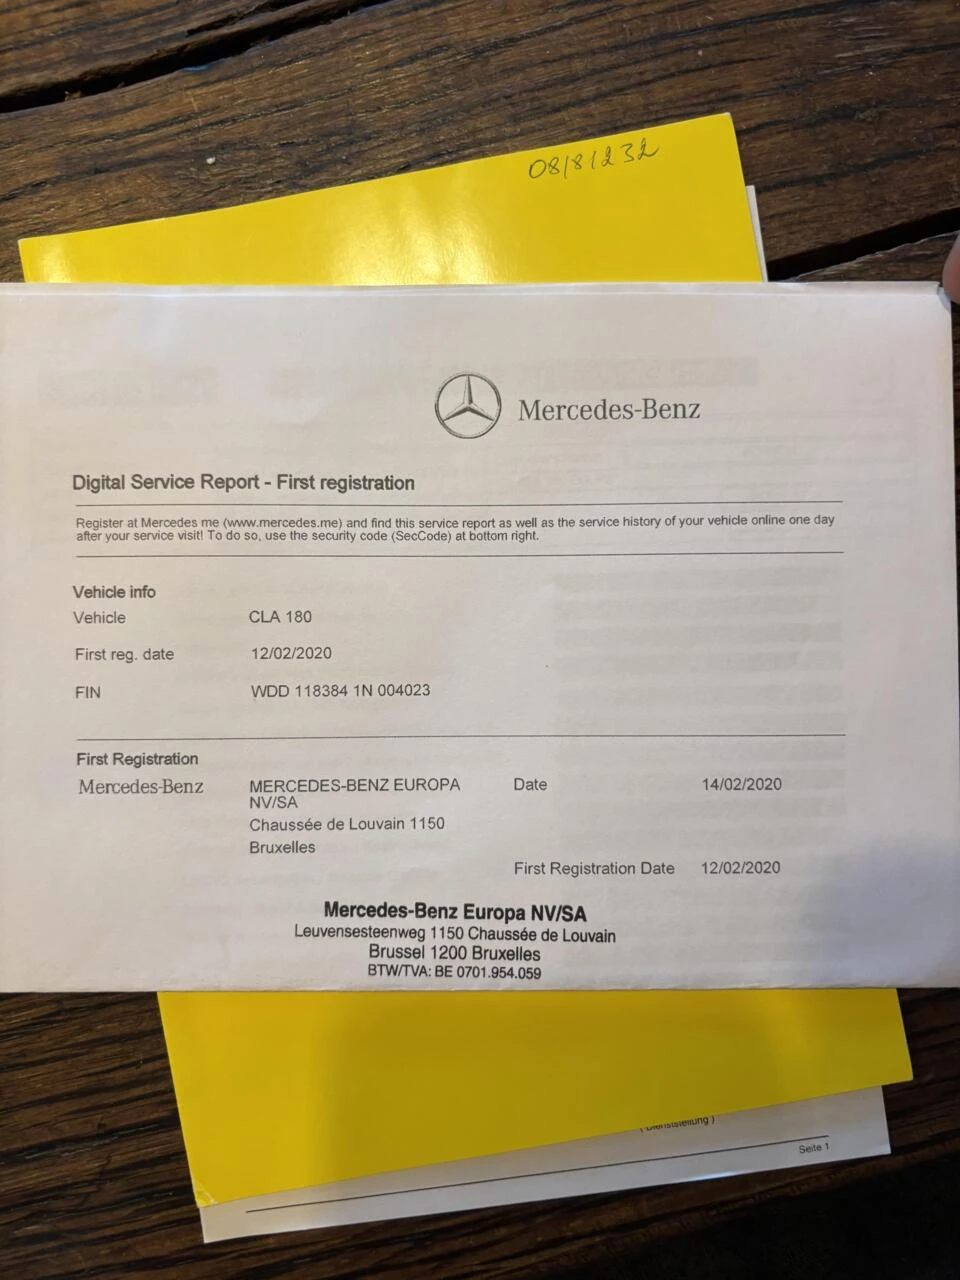 08/81232
Mercedes-Benz
Digital Service Report - First registration
Register at Mercedes me (www.mercedes.me) and find this service report as well as the service history of your vehicle online one day
after your service visit! To do so, use the security code (SecCode) at bottom right.
Vehicle info
Vehicle CLA 180
First reg. date 12/02/2020
FIN WDD 118384 1N 004023
First Registration
Mercedes-Benz MERCEDES-BENZ EUROPA Date 14/02/2020
NV/SA
Chaussée de Louvain 1150
Bruxelles
First Registration Date 12/02/2020
Mercedes-Benz Europa NV/SA
Leuvensesteenweg 1150 Chaussée de Louvain
Brussel 1200 Bruxelles
BTW/TVA: BE 0701.954.059
( Dienststellung )
Seite 1